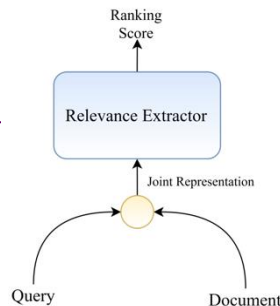 Ranking
Score
Relevance Extractor
Joint Representation
Query
Document